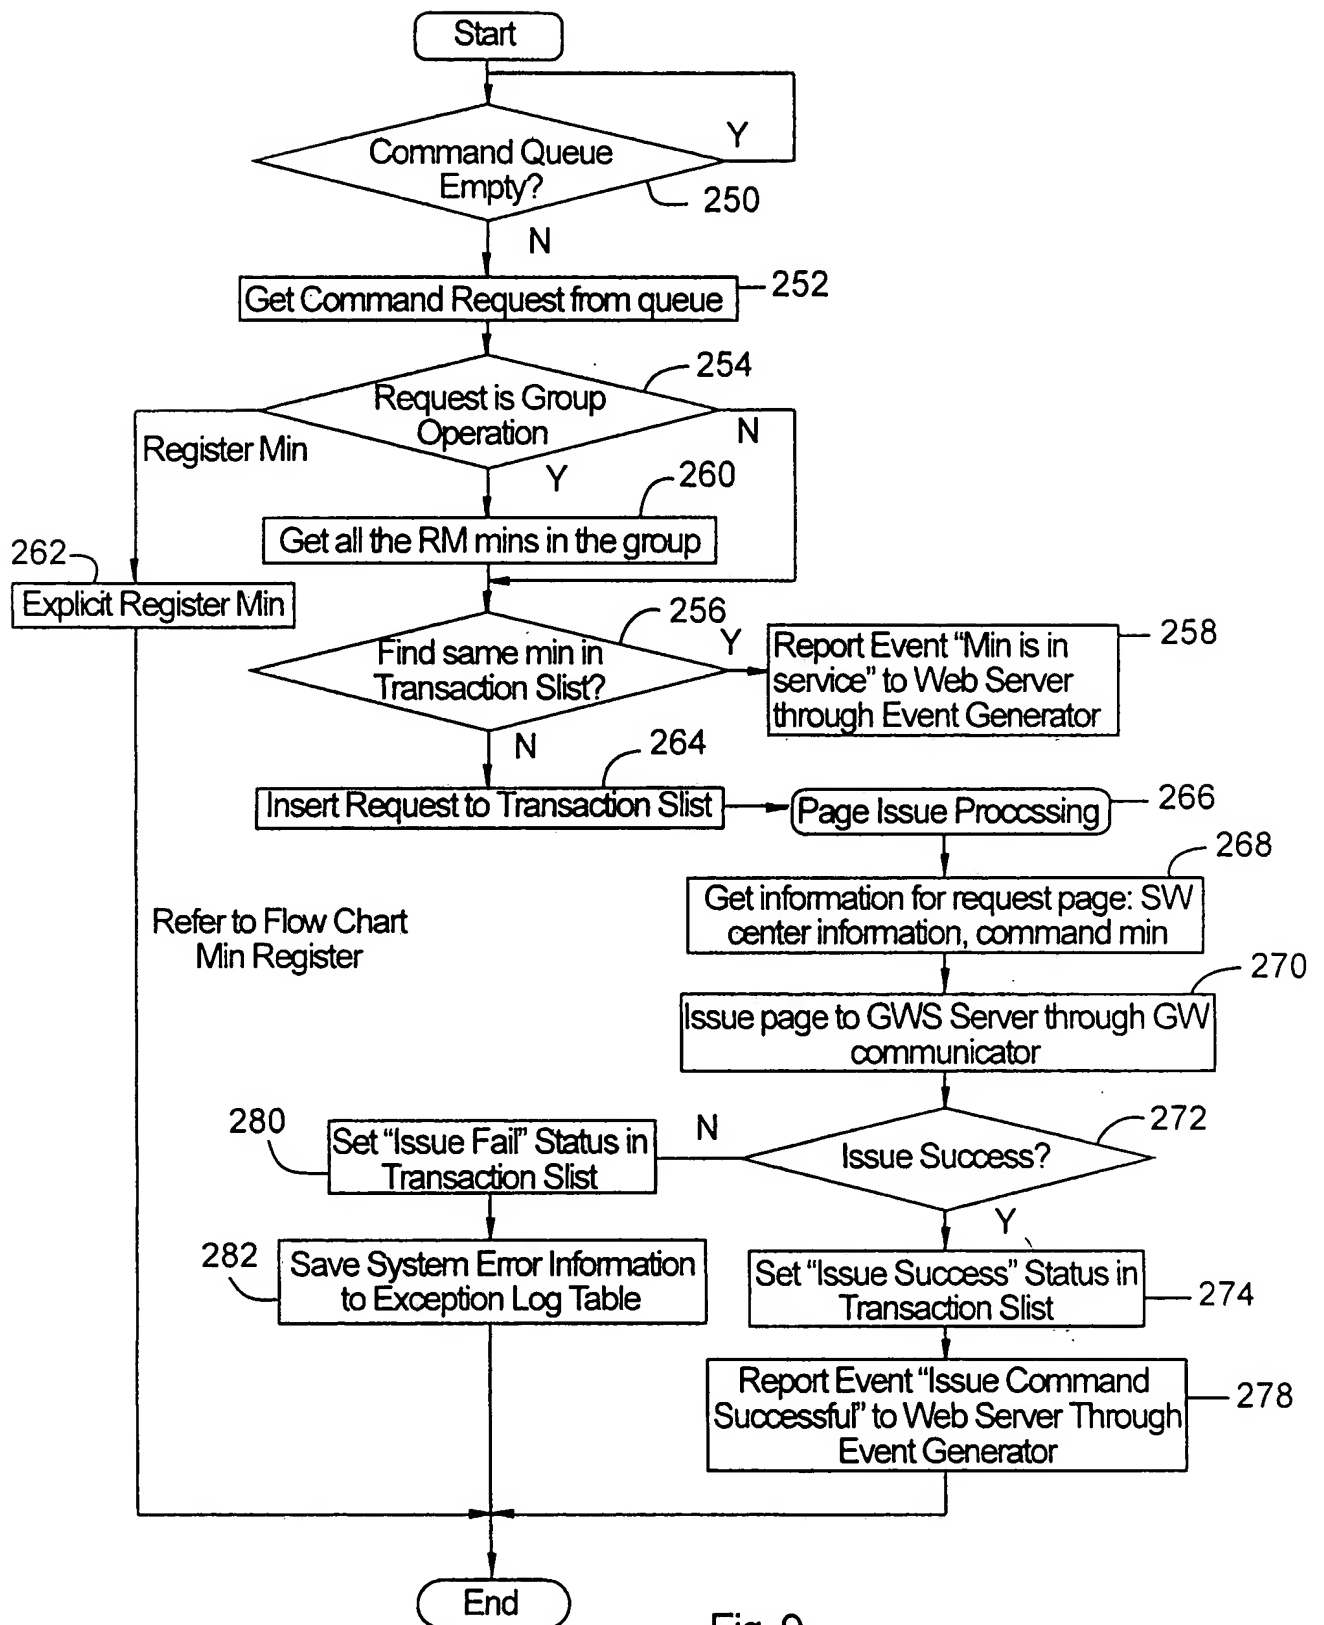 Start
Command Queue
Empty?
Y
250
N
Get Command Request from queue
252
254
Request is Group
Operation
N
Register Min
Y
260
Get all the RM mins in the group
262
Explicit Register Min
256
Find same min in
Transaction Slist?
Y
Report Event “Min is in
service” to Web Server
through Event Generator
258
N
264
Insert Request to Transaction Slist
Page Issue Proccssing
266
268
Get information for request page: SW
center information, command min
Refer to Flow Chart
Min Register
270
Issue page to GWS Server through GW
communicator
272
Issue Success?
N
280
Set “Issue Fail” Status in
Transaction Slist
Y
282
Save System Error Information
to Exception Log Table
Set “Issue Success” Status in
Transaction Slist
274
Report Event “Issue Command
Successful” to Web Server Through
Event Generator
278
End